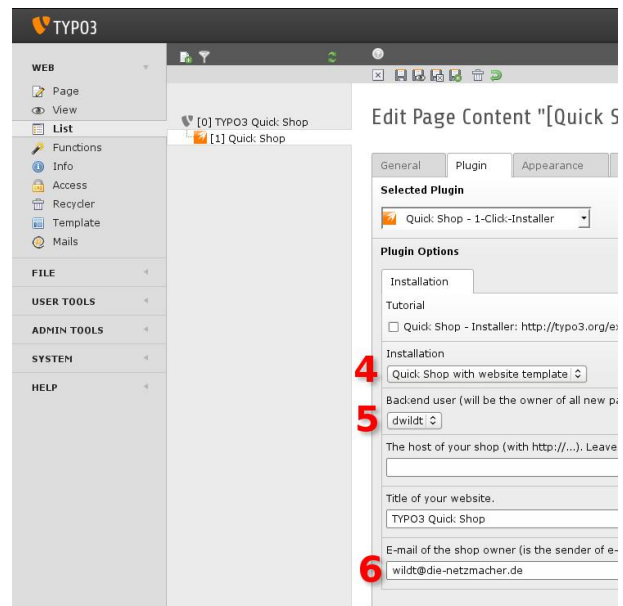 TYPO3
WEB
Page
View
List
Functions
Info
Access
Recycler
Template
Mails
FILE
USER TOOLS
ADMIN TOOLS
SYSTEM
HELP
[0] TYPO3 Quick Shop
[1] Quick Shop
Edit Page Content "[Quick S
General Plugin Appearance
Selected Plugin
Quick Shop - 1-Click-Installer
Plugin Options
Installation
Tutorial
Quick Shop - Installer: http://typo3.org/ex
Installation
4 Quick Shop with website template
Backend user (will be the owner of all new pa
5 dwildt
The host of your shop (with http://...). Leave
Title of your website.
TYPO3 Quick Shop
E-mail of the shop owner (is the sender of e-
6 wildt@die-netzmacher.de